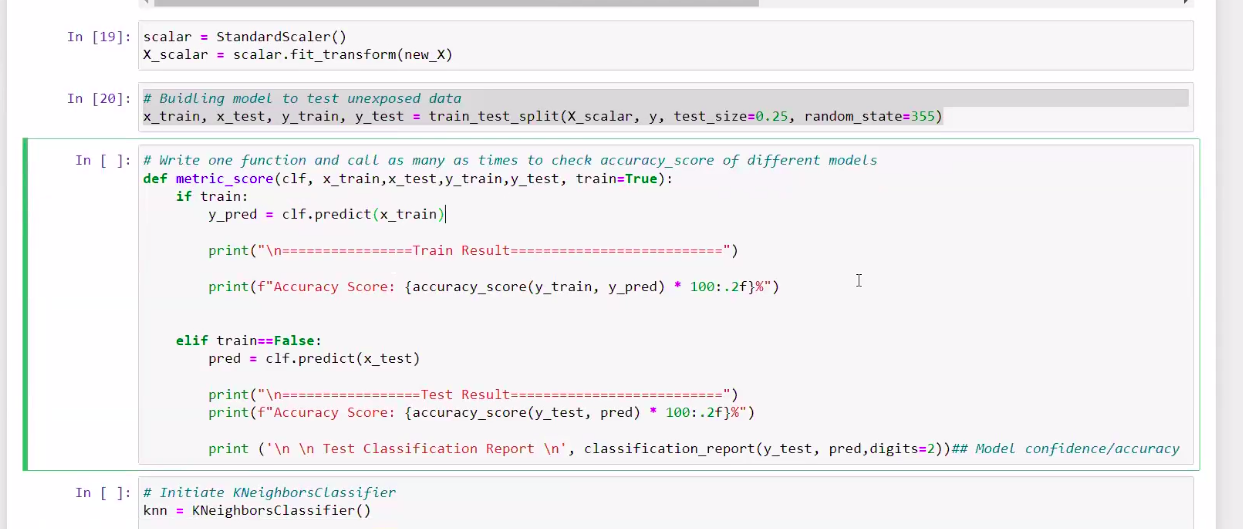 In [19]: scalar = StandardScaler()
X_scalar = scalar.fit_transform(new_X)
In [20]: # Buidling model to test unexposed data
x_train, x_test, y_train, y_test = train_test_split(X_scalar, y, test_size=0.25, random_state=355)
In [ ]: # Write one function and call as many as times to check accuracy_score of different models
def metric_score(clf, x_train,x_test,y_train,y_test, train=True):
    if train:
        y_pred = clf.predict(x_train)
        print("\n================Train Result==========================")
        print(f"Accuracy Score: {accuracy_score(y_train, y_pred) * 100:.2f}%")
    elif train==False:
        pred = clf.predict(x_test)
        print("\n=================Test Result==========================")
        print(f"Accuracy Score: {accuracy_score(y_test, pred) * 100:.2f}%")
        print ('\n \n Test Classification Report \n', classification_report(y_test, pred,digits=2))## Model confidence/accuracy
In [ ]: # Initiate KNeighborsClassifier
knn = KNeighborsClassifier()